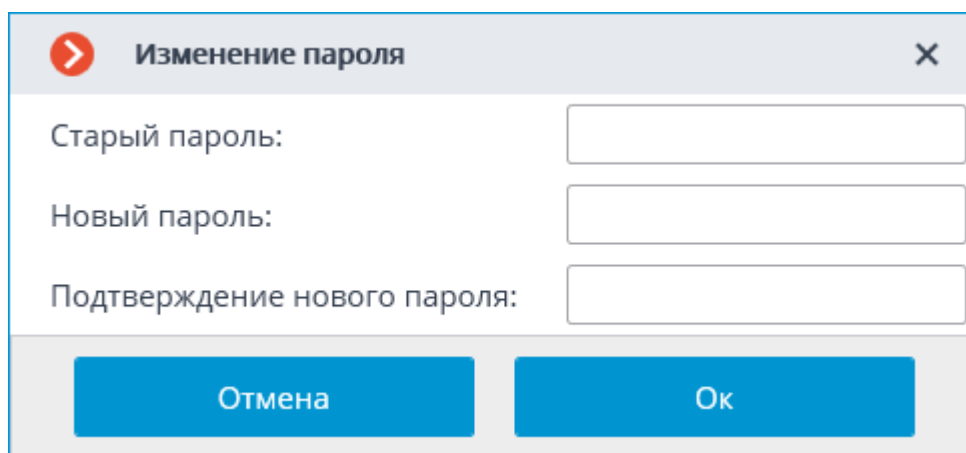 Изменение пароля
Старый пароль:
Новый пароль:
Подтверждение нового пароля:
Отмена Ок